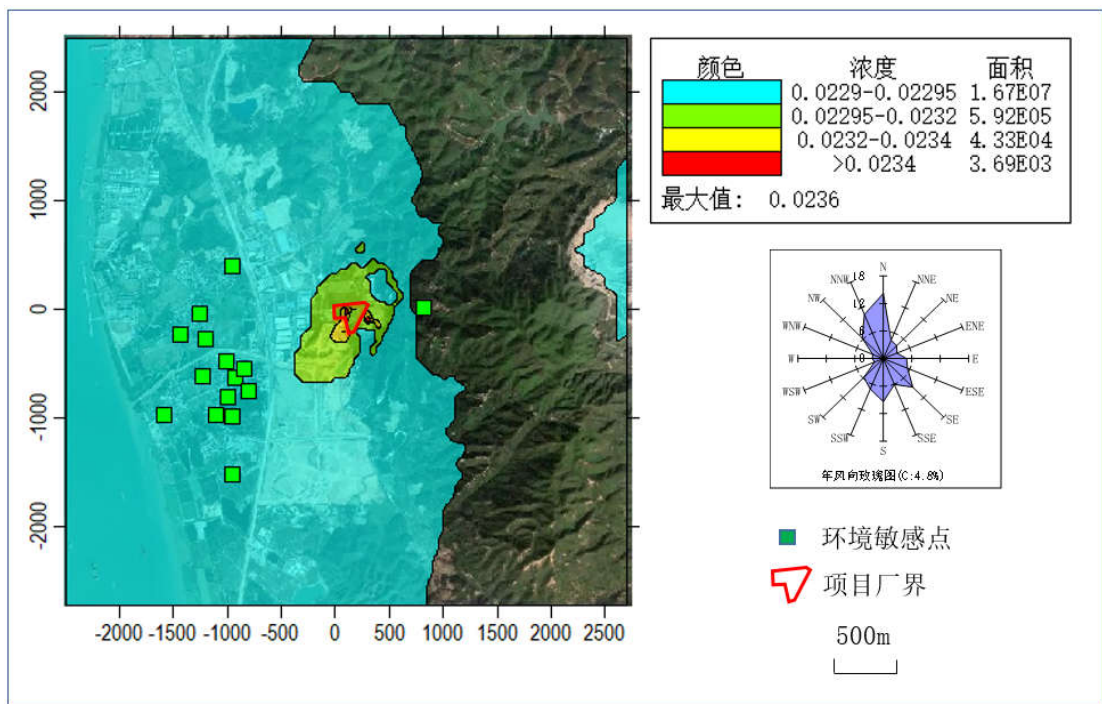 -2000 -1500 -1000 -500 0 500 1000 1500 2000 2500
2000
1000
0
-1000
-2000
颜色 浓度 面积
0.0229-0.02295 1.67E07
0.02295-0.0232 5.92E05
0.0232-0.0234 4.33E04
>0.0234 3.69E03
最大值: 0.0236
N
NNW 18 NNE
NW 12 NE
WNW 6 ENE
W 0 E
WSW ESE
SW SE
SSW SSE
S
年风向玫瑰图(C:4.8%)
环境敏感点
项目厂界
500m